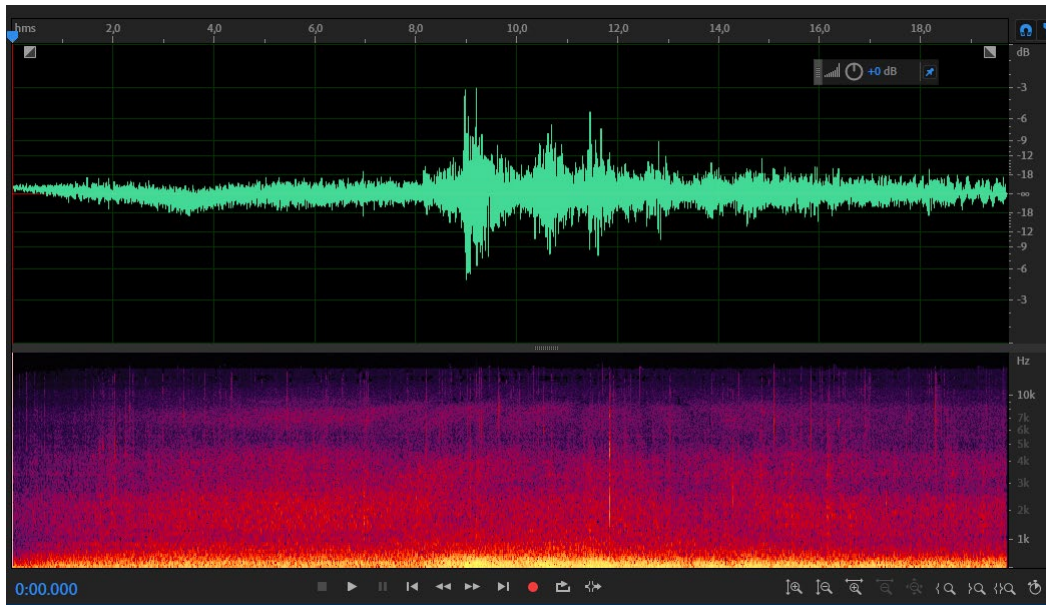 hms 2,0 4,0 6,0 8,0 10,0 12,0 14,0 16,0 18,0
dB
+0 dB
-3
-6
-9
-12
-18
-∞
-18
-12
-9
-6
-3
Hz
10k
7k
6k
5k
4k
3k
2k
1k
0:00.000